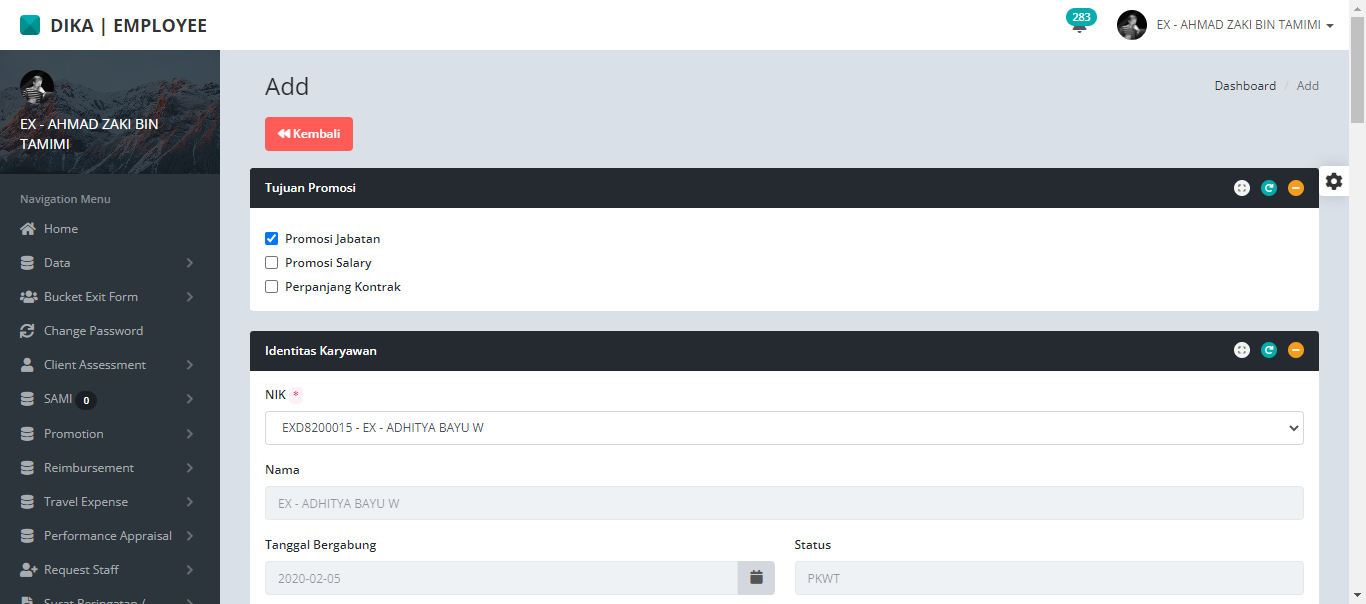 DIKA | EMPLOYEE
283
EX - AHMAD ZAKI BIN TAMIMI
EX - AHMAD ZAKI BIN
TAMIMI
Navigation Menu
Home
Data
Bucket Exit Form
Change Password
Client Assessment
SAMI 0
Promotion
Reimbursement
Travel Expense
Performance Appraisal
Request Staff
Surat Peringatan /
Add
Dashboard / Add
Kembali
Tujuan Promosi
Promosi Jabatan
Promosi Salary
Perpanjang Kontrak
Identitas Karyawan
NIK *
EXD8200015 - EX - ADHITYA BAYU W
Nama
EX - ADHITYA BAYU W
Tanggal Bergabung
2020-02-05
Status
PKWT